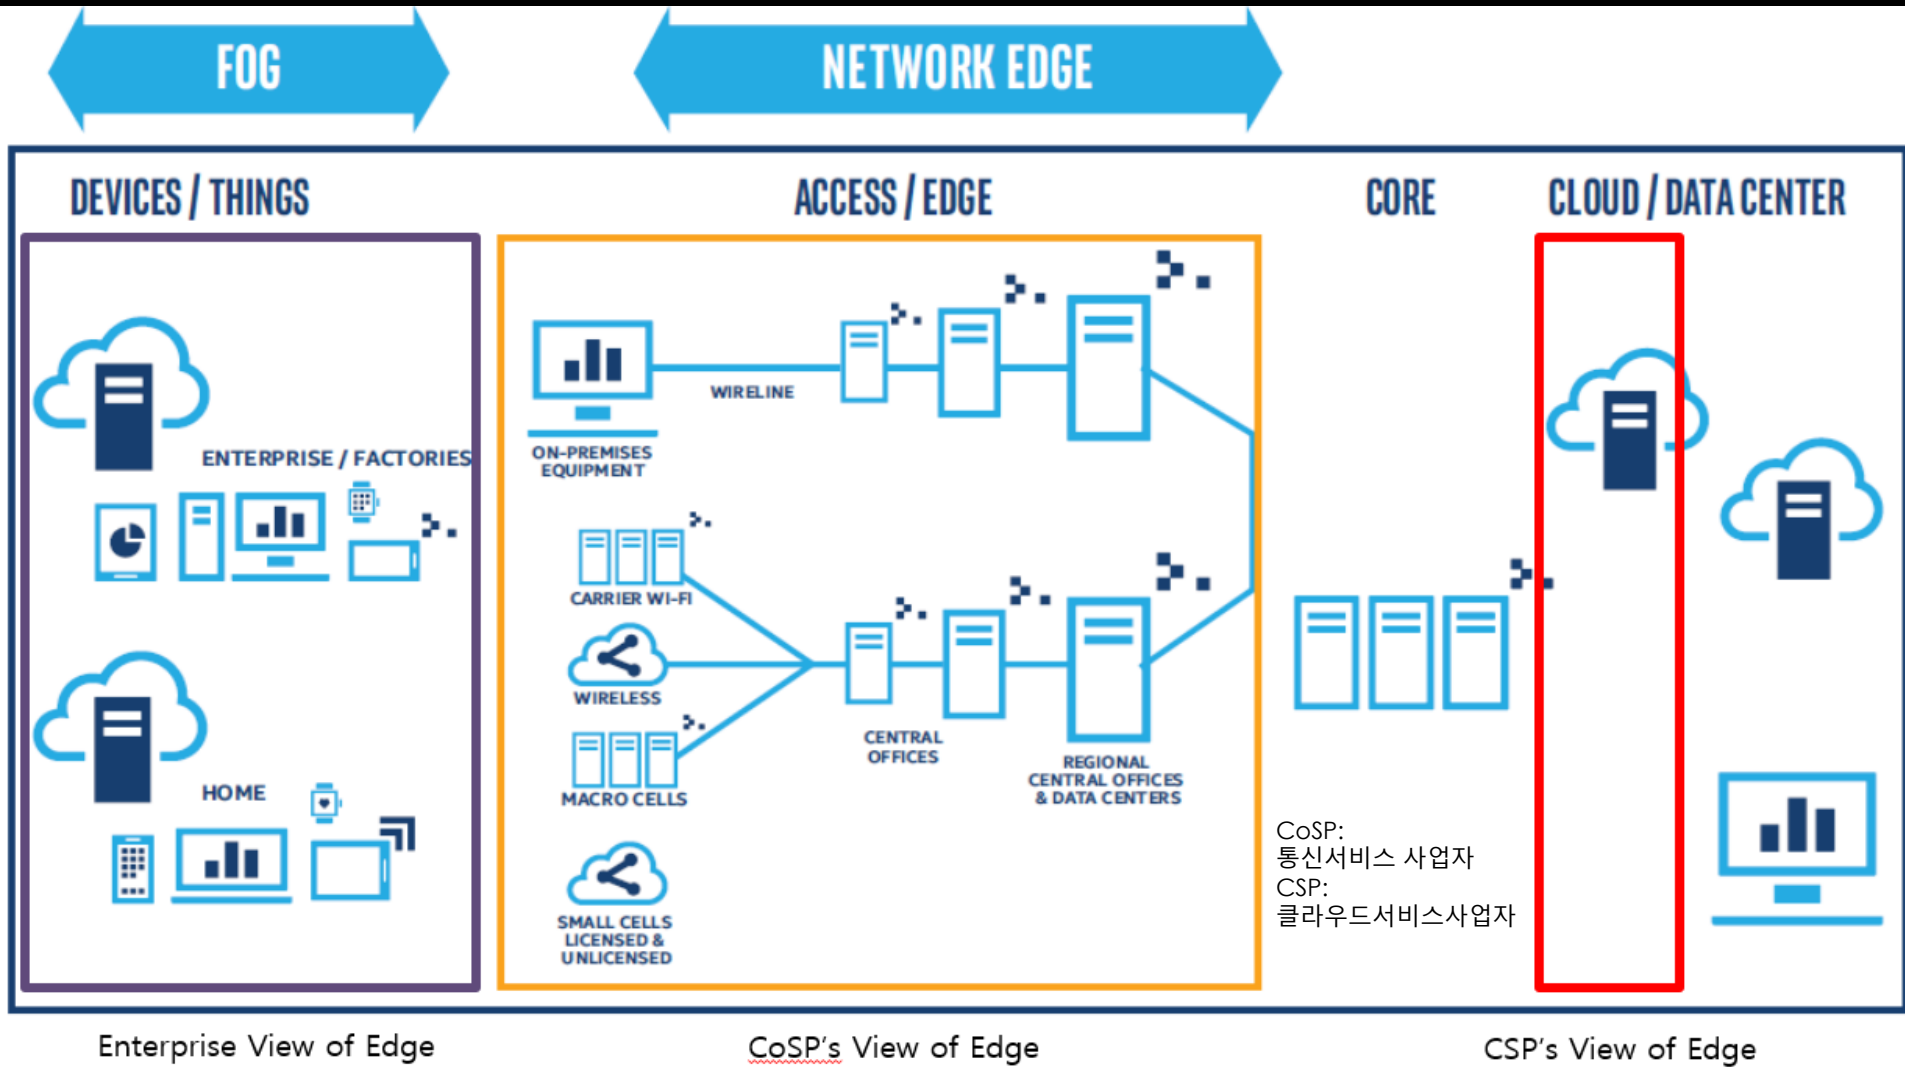 FOG
NETWORK EDGE
DEVICES / THINGS
ACCESS / EDGE
CORE
CLOUD / DATA CENTER
ENTERPRISE / FACTORIES
HOME
WIRELINE
ON-PREMISES
EQUIPMENT
CARRIER WI-FI
WIRELESS
MACRO CELLS
SMALL CELLS
LICENSED &
UNLICENSED
CENTRAL
OFFICES
REGIONAL
CENTRAL OFFICES
& DATA CENTERS
CoSP:
통신서비스 사업자
CSP:
클라우드서비스사업자
Enterprise View of Edge
CoSP's View of Edge
CSP's View of Edge